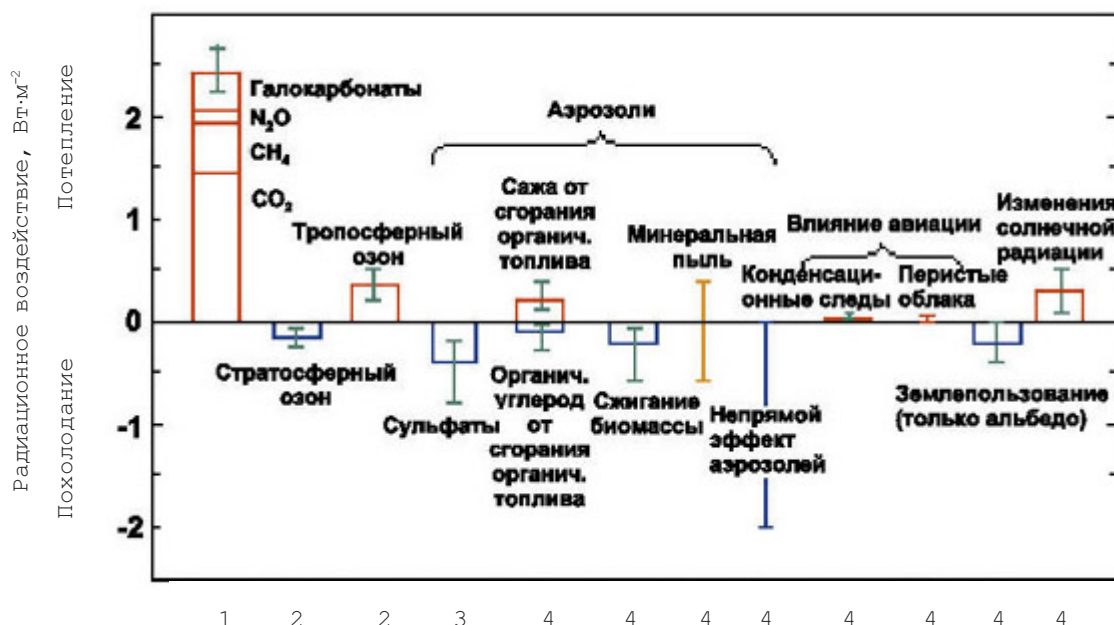 Радиационное воздействие, Вт·м⁻²
Потепление
Похолодание
2
1
0
-1
-2
Галокарбонаты
N₂O
CH₄
CO₂
Стратосферный
озон
Тропосферный
озон
Аэрозоли
Сульфаты
Сажа от
сгорания
органич.
топлива
Органич.
углерод
от
сгорания
органич.
топлива
Сжигание
биомассы
Минеральная
пыль
Непрямой
эффект
аэрозолей
Влияние авиации
Конденсаци-
онные следы
Перистые
облака
Землепользование
(только альбедо)
Изменения
солнечной
радиации
1 2 2 3 4 4 4 4 4 4 4 4